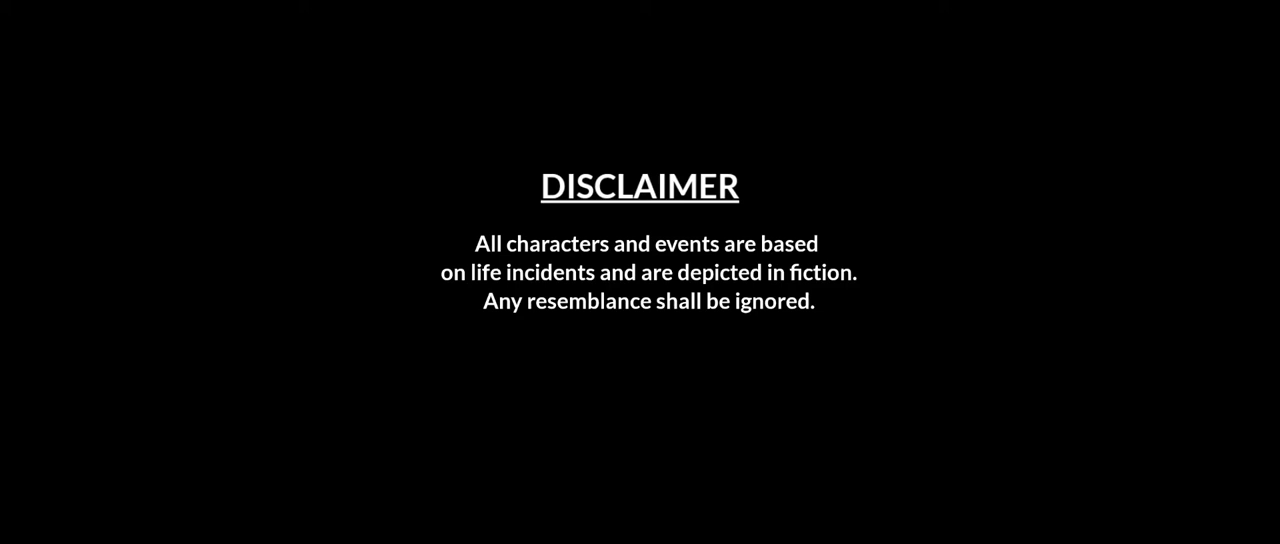 DISCLAIMER
All characters and events are based
on life incidents and are depicted in fiction.
Any resemblance shall be ignored.